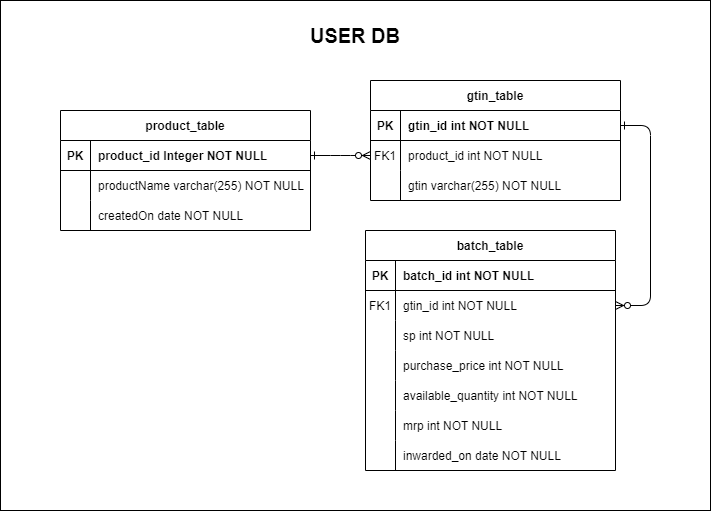 USER DB
product_table
PK product_id Integer NOT NULL
productName varchar(255) NOT NULL
createdOn date NOT NULL
gtin_table
PK gtin_id int NOT NULL
FK1 product_id int NOT NULL
gtin varchar(255) NOT NULL
batch_table
PK batch_id int NOT NULL
FK1 gtin_id int NOT NULL
sp int NOT NULL
purchase_price int NOT NULL
available_quantity int NOT NULL
mrp int NOT NULL
inwarded_on date NOT NULL